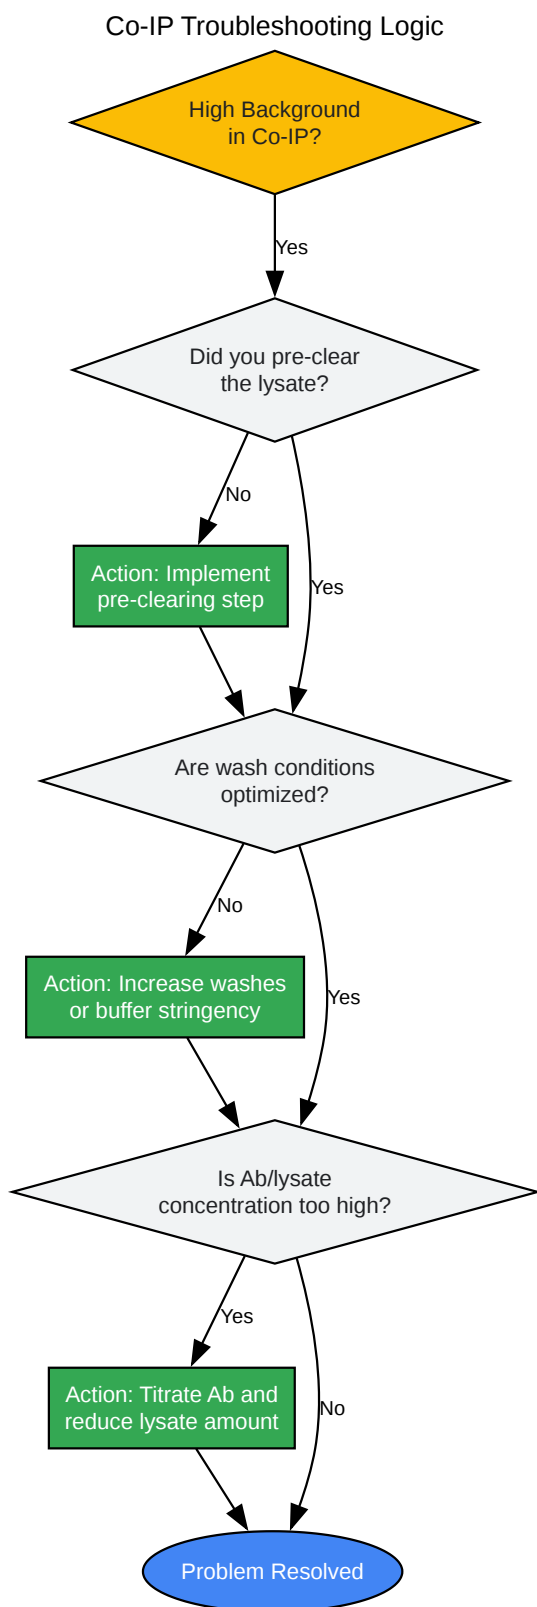 Co-IP Troubleshooting Logic
High Background
in Co-IP?
Yes
Did you pre-clear
the lysate?
No
Action: Implement
pre-clearing step
Yes
Are wash conditions
optimized?
No
Action: Increase washes
or buffer stringency
Yes
Is Ab/lysate
concentration too high?
Yes
Action: Titrate Ab and
reduce lysate amount
No
Problem Resolved